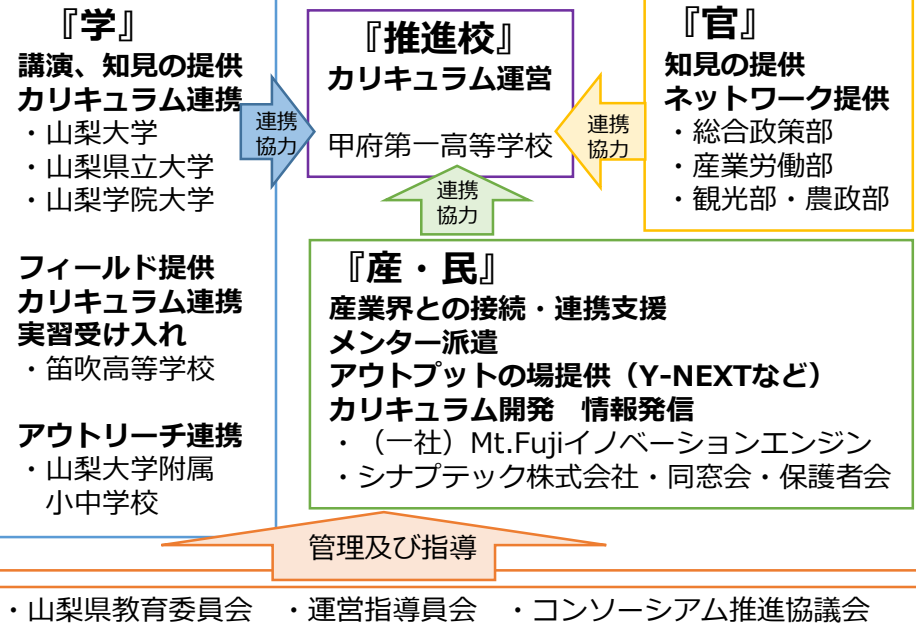 『学』
講演、知見の提供
カリキュラム連携
・山梨大学
・山梨県立大学
・山梨学院大学
フィールド提供
カリキュラム連携
実習受け入れ
・笛吹高等学校
アウトリーチ連携
・山梨大学附属
小中学校
連携
協力
『推進校』
カリキュラム運営
甲府第一高等学校
連携
協力
『官』
知見の提供
ネットワーク提供
・総合政策部
・産業労働部
・観光部・農政部
連携
協力
『産・民』
産業界との接続・連携支援
メンター派遣
アウトプットの場提供（Y-NEXTなど）
カリキュラム開発　情報発信
・（一社）Mt.Fujiイノベーションエンジン
・シナプテック株式会社・同窓会・保護者会
管理及び指導
・山梨県教育委員会　・運営指導員会　・コンソーシアム推進協議会